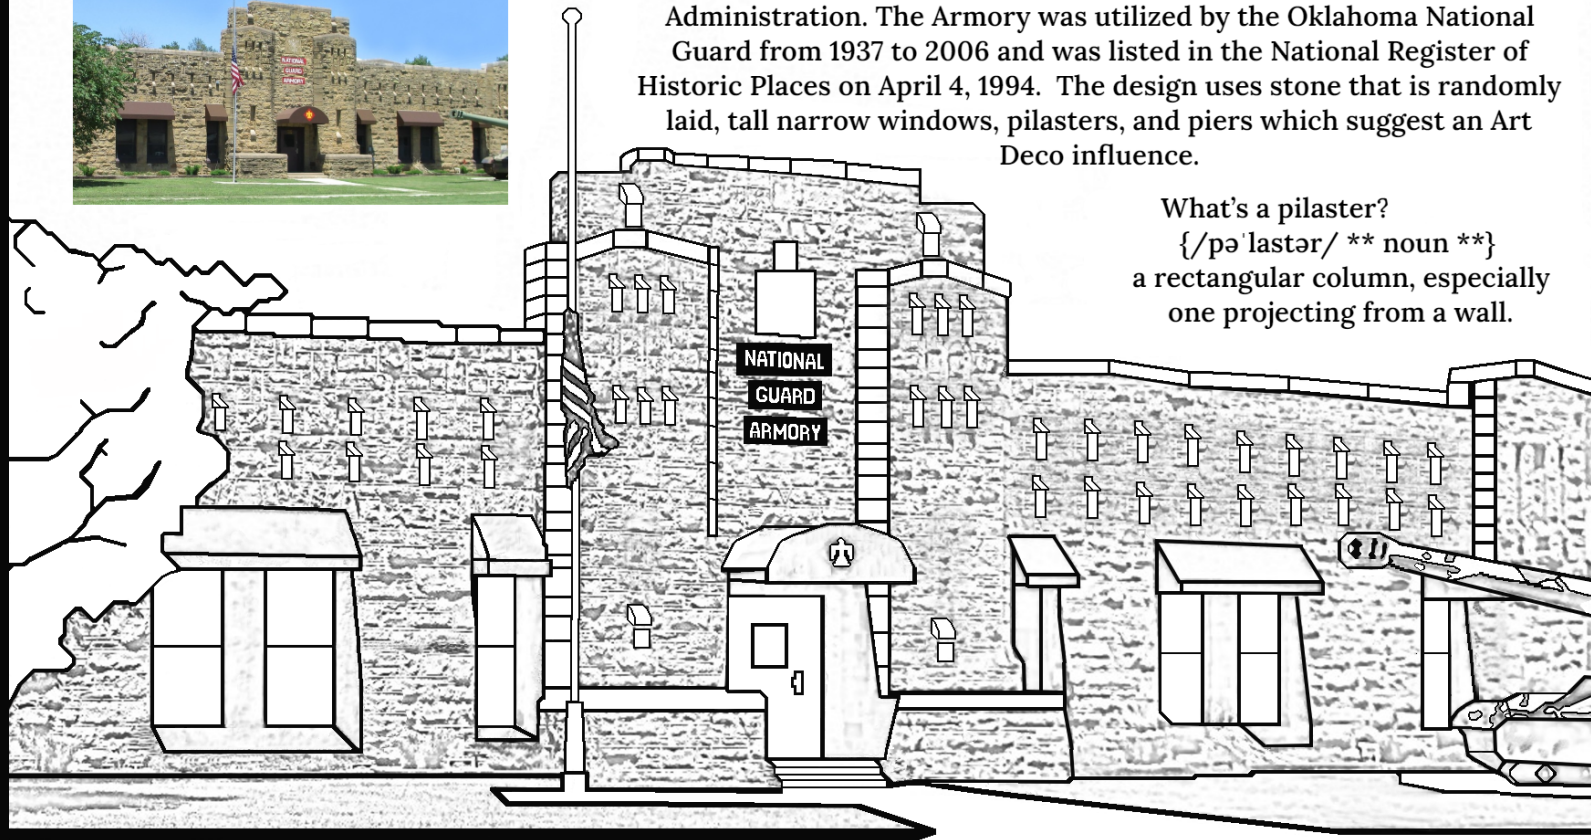 Administration. The Armory was utilized by the Oklahoma National
Guard from 1937 to 2006 and was listed in the National Register of
Historic Places on April 4, 1994.  The design uses stone that is randomly
laid, tall narrow windows, pilasters, and piers which suggest an Art
Deco influence.
What's a pilaster?
{/pəˈlastər/ ** noun **}
a rectangular column, especially
one projecting from a wall.
NATIONAL
GUARD
ARMORY
NATIONAL
GUARD
ARMORY